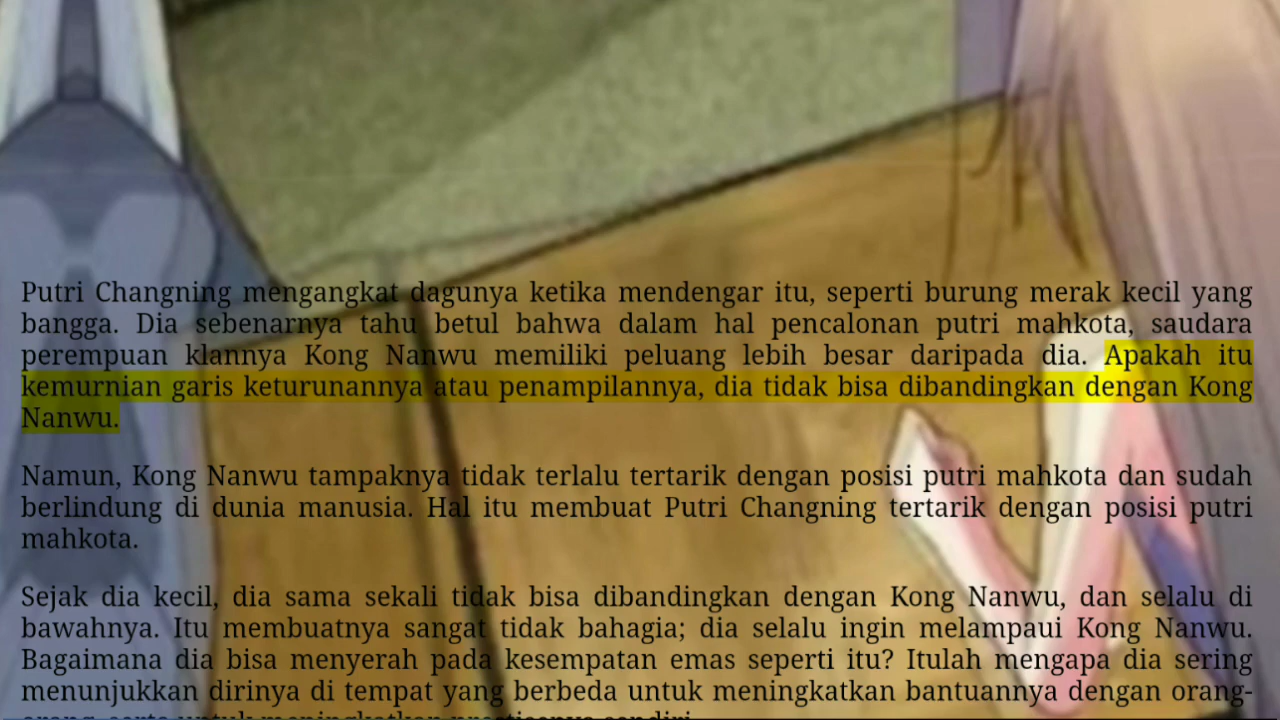 Putri Changning mengangkat dagunya ketika mendengar itu, seperti burung merak kecil yang
bangga. Dia sebenarnya tahu betul bahwa dalam hal pencalonan putri mahkota, saudara
perempuan klannya Kong Nanwu memiliki peluang lebih besar daripada dia. Apakah itu
kemurnian garis keturunannya atau penampilannya, dia tidak bisa dibandingkan dengan Kong
Nanwu.
Namun, Kong Nanwu tampaknya tidak terlalu tertarik dengan posisi putri mahkota dan sudah
berlindung di dunia manusia. Hal itu membuat Putri Changning tertarik dengan posisi putri
mahkota.
Sejak dia kecil, dia sama sekali tidak bisa dibandingkan dengan Kong Nanwu, dan selalu di
bawahnya. Itu membuatnya sangat tidak bahagia; dia selalu ingin melampaui Kong Nanwu.
Bagaimana dia bisa menyerah pada kesempatan emas seperti itu? Itulah mengapa dia sering
menunjukkan dirinya di tempat yang berbeda untuk meningkatkan bantuannya dengan orang-
orang, serta untuk meningkatkan prestisenya sendiri.